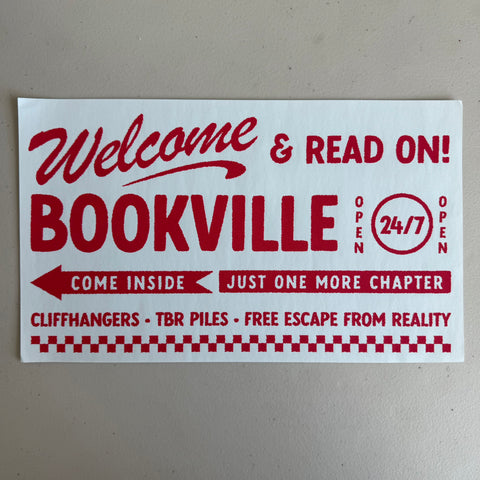 Welcome & READ ON!
BOOKVILLE
OPEN 24/7 OPEN
COME INSIDE JUST ONE MORE CHAPTER
CLIFFHANGERS • TBR PILES • FREE ESCAPE FROM REALITY